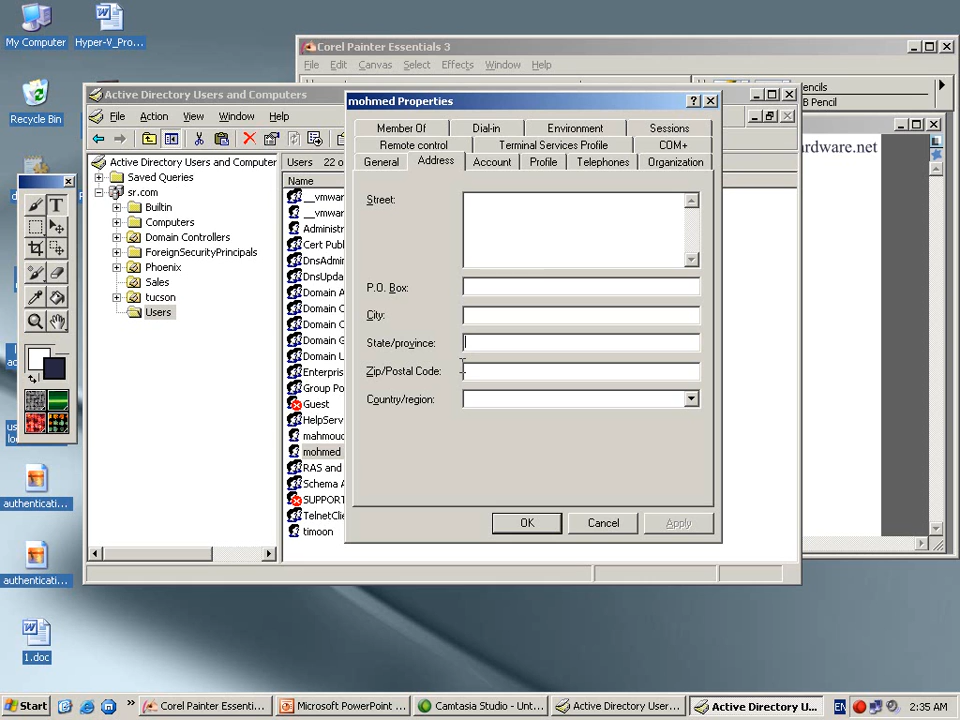 My Computer
Hyper-V_Pro...
Recycle Bin
authenticati...
authenticati...
1.doc
Corel Painter Essentials 3
File Edit Canvas Select Effects Window Help
encils
B Pencil
ardware.net
Active Directory Users and Computers
File Action View Window Help
Active Directory Users and Computer
Saved Queries
sr.com
Builtin
Computers
Domain Controllers
ForeignSecurityPrincipals
Phoenix
Sales
tucson
Users
Users 22 o
Name
__vmwar
__vmwar
Administr
Cert Publ
DnsAdmi
DnsUpda
Domain A
Domain C
Domain C
Domain G
Domain U
Enterpris
Group Po
Guest
HelpServ
mahmoud
mohmed
RAS and
Schema A
SUPPORT
TelnetClie
timoon
mohmed Properties
Member Of Dial-in Environment Sessions
Remote control Terminal Services Profile COM+
General Address Account Profile Telephones Organization
Street:
P.O. Box:
City:
State/province:
Zip/Postal Code:
Country/region:
OK Cancel Apply
Start
Corel Painter Essenti...
Microsoft PowerPoint ...
Camtasia Studio - Unt...
Active Directory User...
Active Directory U...
EN
2:35 AM